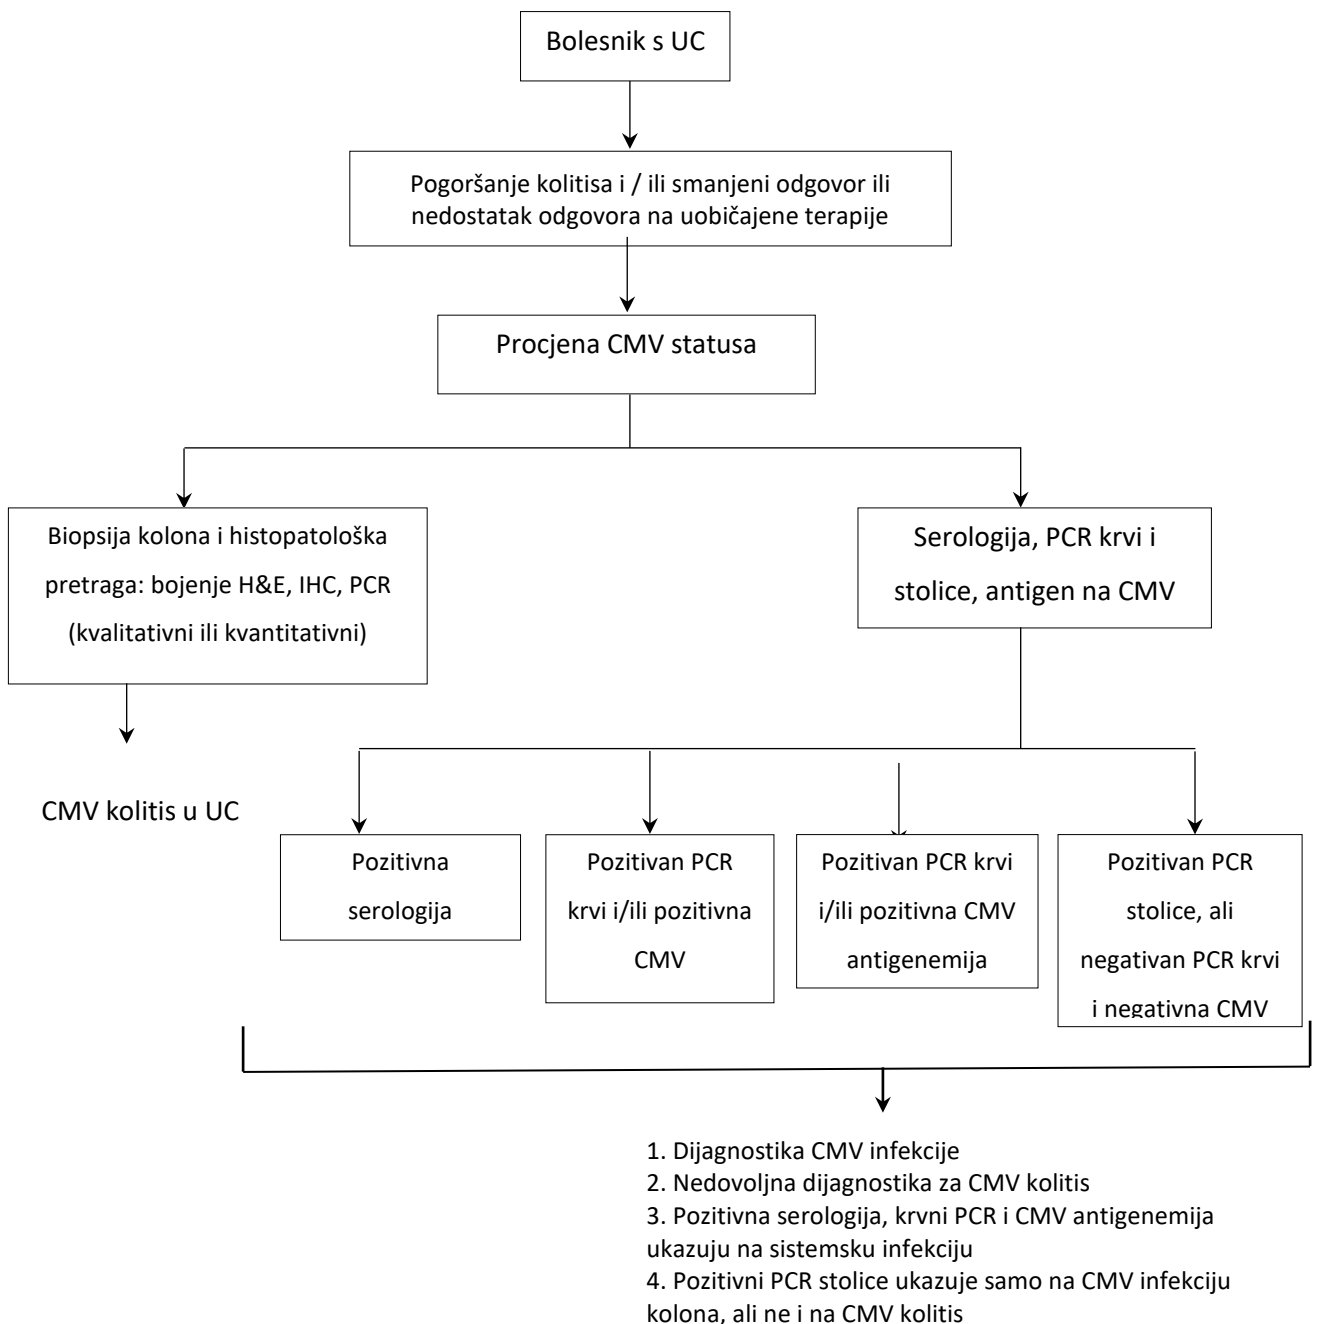 Bolesnik s UC
Pogoršanje kolitisa i / ili smanjeni odgovor ili
nedostatak odgovora na uobičajene terapije
Procjena CMV statusa
Biopsija kolona i histopatološka
pretraga: bojenje H&E, IHC, PCR
(kvalitativni ili kvantitativni)
Serologija, PCR krvi i
stolice, antigen na CMV
CMV kolitis u UC
Pozitivna
serologija
Pozitivan PCR
krvi i/ili pozitivna
CMV
Pozitivan PCR krvi
i/ili pozitivna CMV
antigenemija
Pozitivan PCR
stolice, ali
negativan PCR krvi
i negativna CMV
1. Dijagnostika CMV infekcije
2. Nedovoljna dijagnostika za CMV kolitis
3. Pozitivna serologija, krvni PCR i CMV antigenemija
ukazuju na sistemsku infekciju
4. Pozitivni PCR stolice ukazuje samo na CMV infekciju
kolona, ali ne i na CMV kolitis